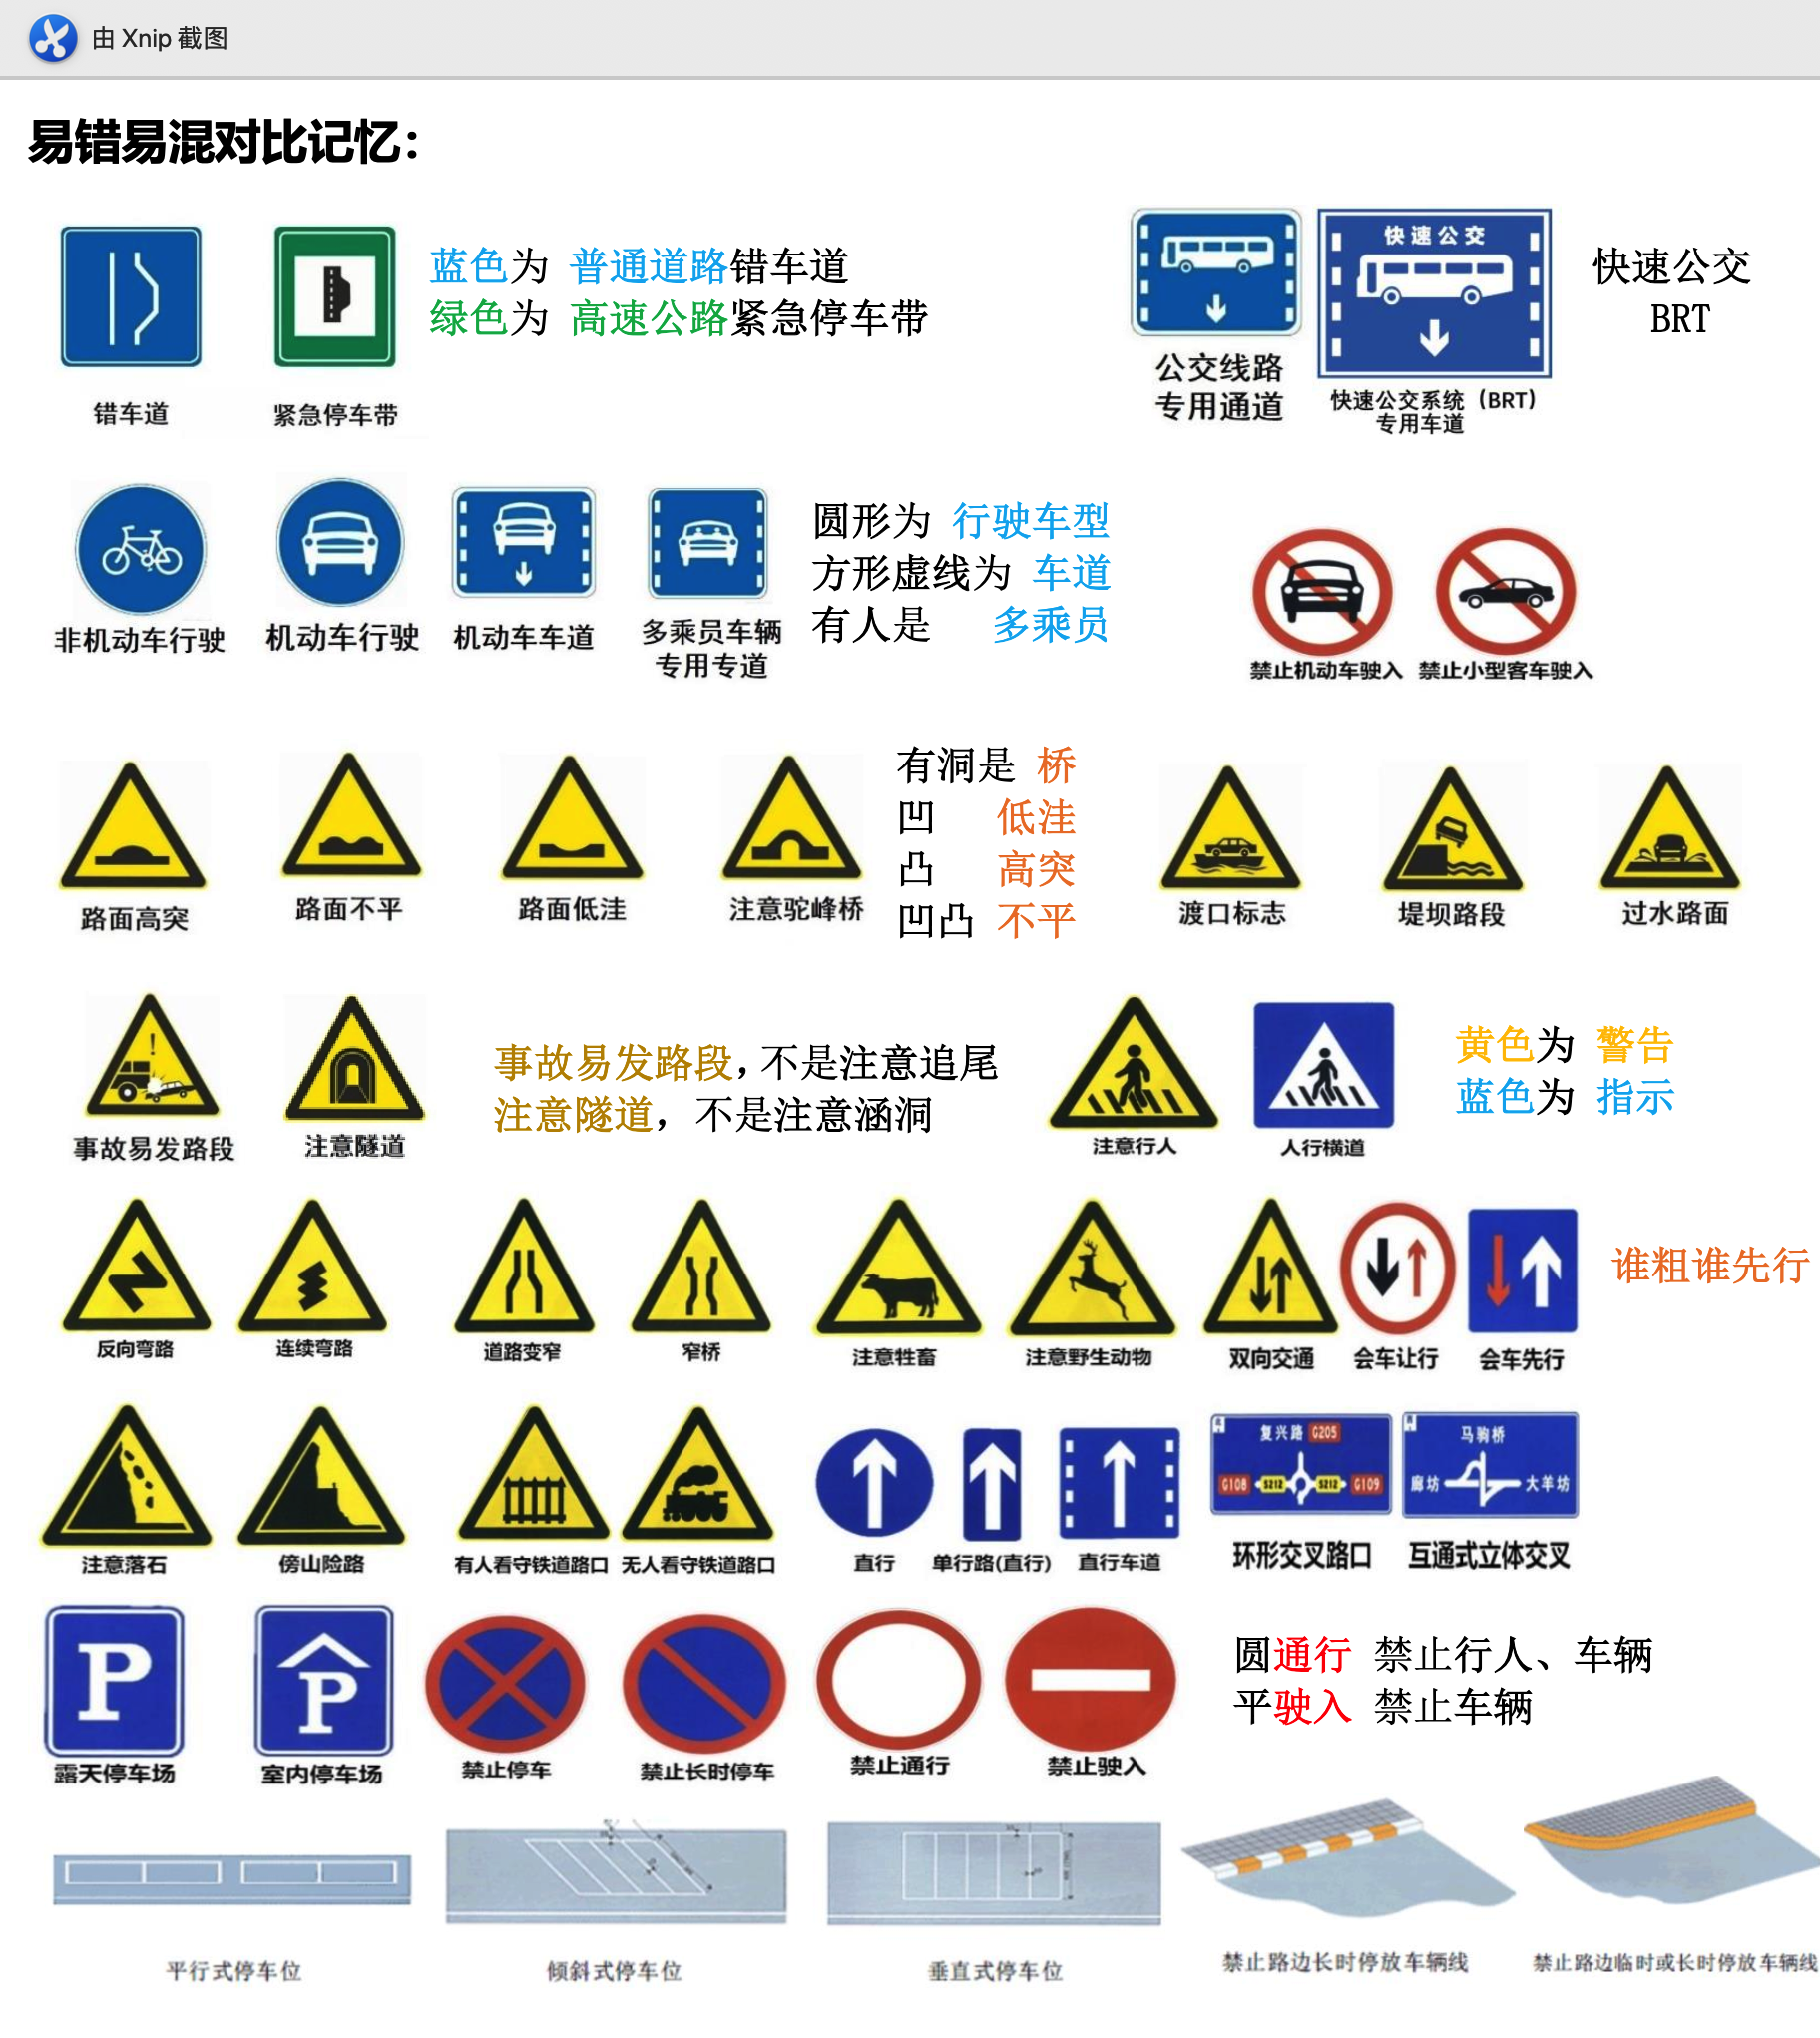 由 Xnip 截图
易错易混对比记忆：
蓝色为 普通道路错车道
绿色为 高速公路紧急停车带
错车道
紧急停车带
快速公交
公交线路
专用通道
快速公交系统（BRT）
专用车道
快速公交
BRT
圆形为 行驶车型
方形虚线为 车道
有人是 多乘员
非机动车行驶
机动车行驶
机动车车道
多乘员车辆
专用专道
禁止机动车驶入
禁止小型客车驶入
有洞是 桥
凹 低洼
凸 高突
凹凸 不平
路面高突
路面不平
路面低洼
注意驼峰桥
渡口标志
堤坝路段
过水路面
事故易发路段，不是注意追尾
注意隧道，不是注意涵洞
事故易发路段
注意隧道
注意行人
人行横道
黄色为 警告
蓝色为 指示
谁粗谁先行
反向弯路
连续弯路
道路变窄
窄桥
注意牲畜
注意野生动物
双向交通
会车让行
会车先行
复兴路 G205
G108 S212 S212 G109
马驹桥
廊坊 大羊坊
注意落石
傍山险路
有人看守铁道路口
无人看守铁道路口
直行
单行路(直行)
直行车道
环形交叉路口
互通式立体交叉
P
P
圆通行 禁止行人、车辆
平驶入 禁止车辆
露天停车场
室内停车场
禁止停车
禁止长时停车
禁止通行
禁止驶入
平行式停车位
倾斜式停车位
垂直式停车位
禁止路边长时停放车辆线
禁止路边临时或长时停放车辆线